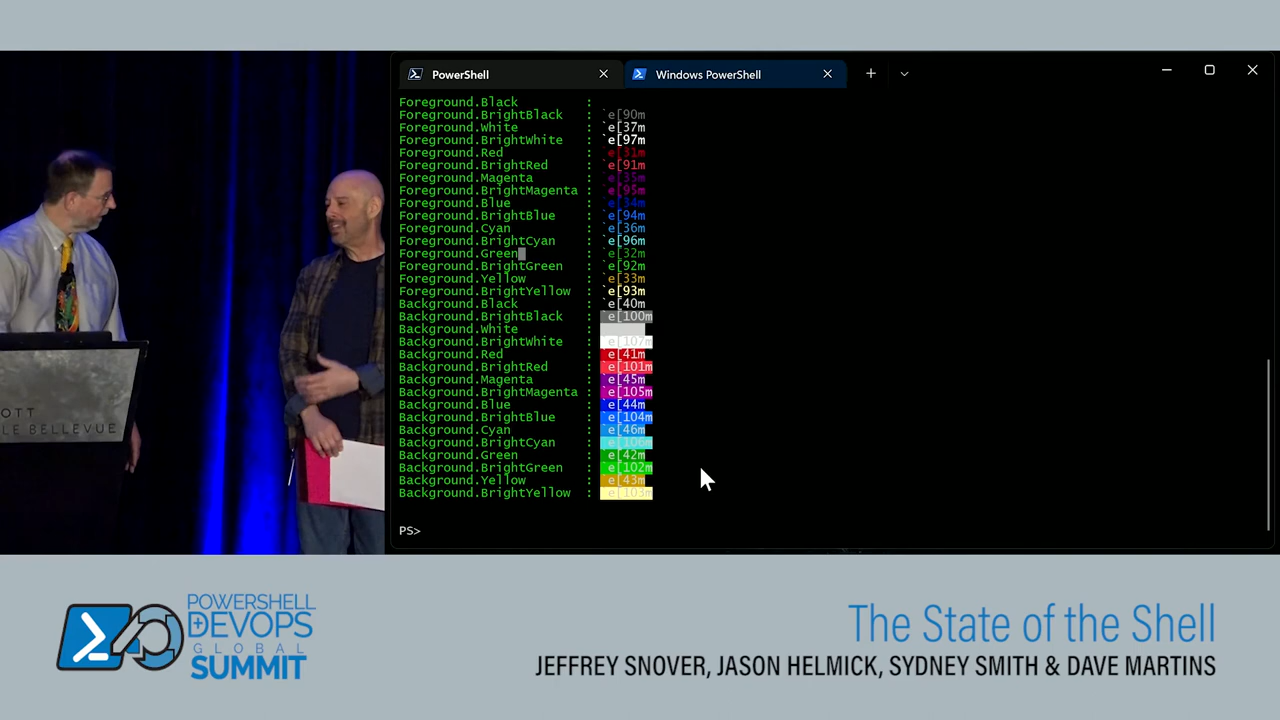 PowerShell
Windows PowerShell
Foreground.Black :
Foreground.BrightBlack : `e[90m
Foreground.White : `e[37m
Foreground.BrightWhite : `e[97m
Foreground.Red : `e[31m
Foreground.BrightRed : `e[91m
Foreground.Magenta : `e[35m
Foreground.BrightMagenta : `e[95m
Foreground.Blue : `e[34m
Foreground.BrightBlue : `e[94m
Foreground.Cyan : `e[36m
Foreground.BrightCyan : `e[96m
Foreground.Green : `e[32m
Foreground.BrightGreen : `e[92m
Foreground.Yellow : `e[33m
Foreground.BrightYellow : `e[93m
Background.Black : `e[40m
Background.BrightBlack : `e[100m
Background.White :
Background.BrightWhite : `e[107m
Background.Red : `e[41m
Background.BrightRed : `e[101m
Background.Magenta : `e[45m
Background.BrightMagenta : `e[105m
Background.Blue : `e[44m
Background.BrightBlue : `e[104m
Background.Cyan : `e[46m
Background.BrightCyan : `e[106m
Background.Green : `e[42m
Background.BrightGreen : `e[102m
Background.Yellow : `e[43m
Background.BrightYellow : `e[103m
PS>
OTT
LE BELLEVUE
POWERSHELL
+DEVOPS
GLOBAL
SUMMIT
The State of the Shell
JEFFREY SNOVER, JASON HELMICK, SYDNEY SMITH & DAVE MARTINS